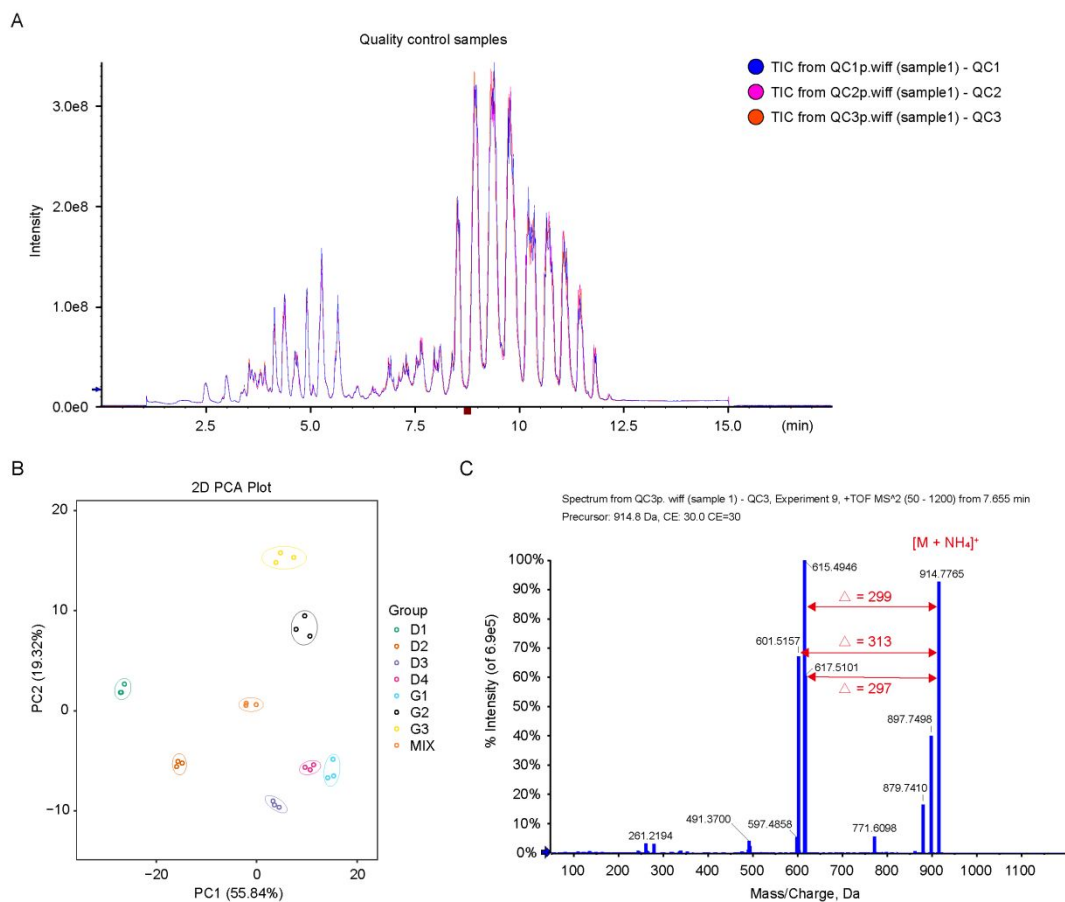 A
Quality control samples
TIC from QC1p.wiff (sample1) - QC1
TIC from QC2p.wiff (sample1) - QC2
TIC from QC3p.wiff (sample1) - QC3
Intensity
3.0e8
2.0e8
1.0e8
0.0e0
2.5
5.0
7.5
10
12.5
15.0
(min)
B
2D PCA Plot
PC2 (19.32%)
20
10
0
−10
−20
0
20
PC1 (55.84%)
Group
D1
D2
D3
D4
G1
G2
G3
MIX
C
Spectrum from QC3p. wiff (sample 1) - QC3, Experiment 9, +TOF MS^2 (50 - 1200) from 7.655 min
Precursor: 914.8 Da, CE: 30.0 CE=30
[M + NH₄]⁺
% Intensity (of 6.9e5)
100%
90%
80%
70%
60%
50%
40%
30%
20%
10%
0%
615.4946
914.7765
△ = 299
601.5157
△ = 313
617.5101
△ = 297
897.7498
879.7410
771.6098
597.4858
491.3700
261.2194
100
200
300
400
500
600
700
800
900
1000
1100
Mass/Charge, Da